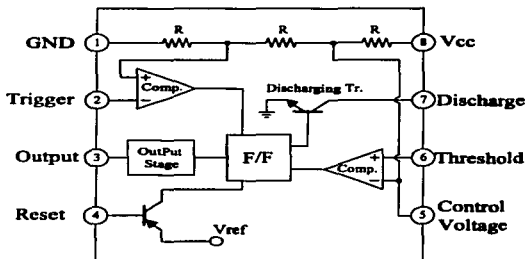 R R R
GND 1 8 Vcc
+
Comp.
−
Discharging Tr.
Trigger 2 7 Discharge
Output 3 OutPut Stage F/F + Comp. − 6 Threshold
Reset 4 5 Control Voltage
Vref